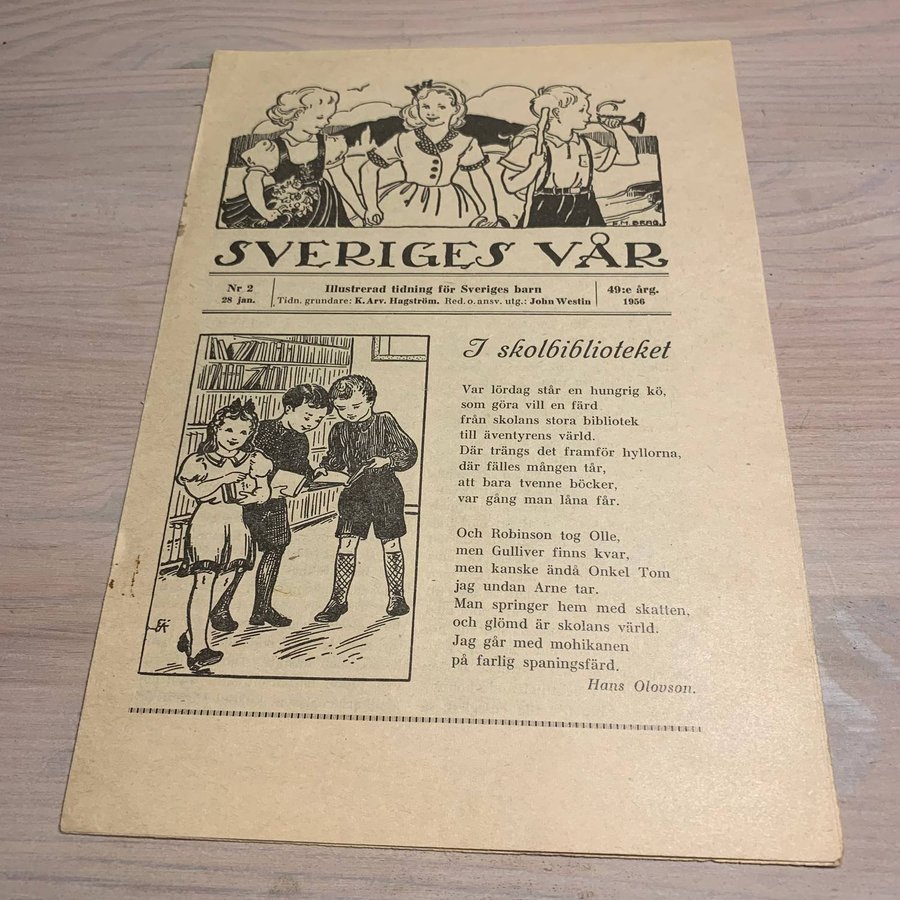 E. M. BRAG
SVERIGES VÅR
Nr 2
28 jan.
Illustrerad tidning för Sveriges barn
Tidn. grundare: K. Arv. Hagström. Red. o. ansv. utg.: John Westin
49:e årg.
1956
I skolbiblioteket
Var lördag står en hungrig kö,
som göra vill en färd
från skolans stora bibliotek
till äventyrens värld.
Där trängs det framför hyllorna,
där fälles mången tår,
att bara tvenne böcker,
var gång man låna får.
Och Robinson tog Olle,
men Gulliver finns kvar,
men kanske ändå Onkel Tom
jag undan Arne tar.
Man springer hem med skatten,
och glömd är skolans värld.
Jag går med mohikanen
på farlig spaningsfärd.
Hans Olovson.